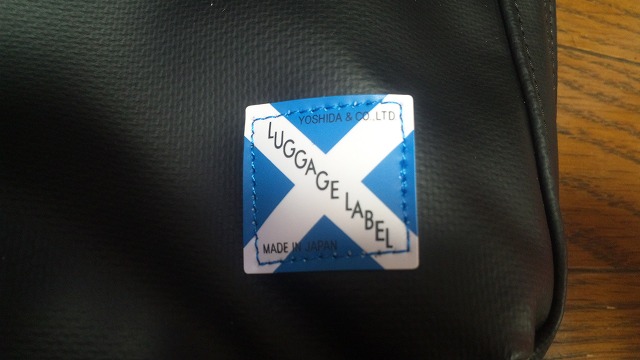 YOSHIDA & CO.,LTD
LUGGAGE LABEL
MADE IN JAPAN